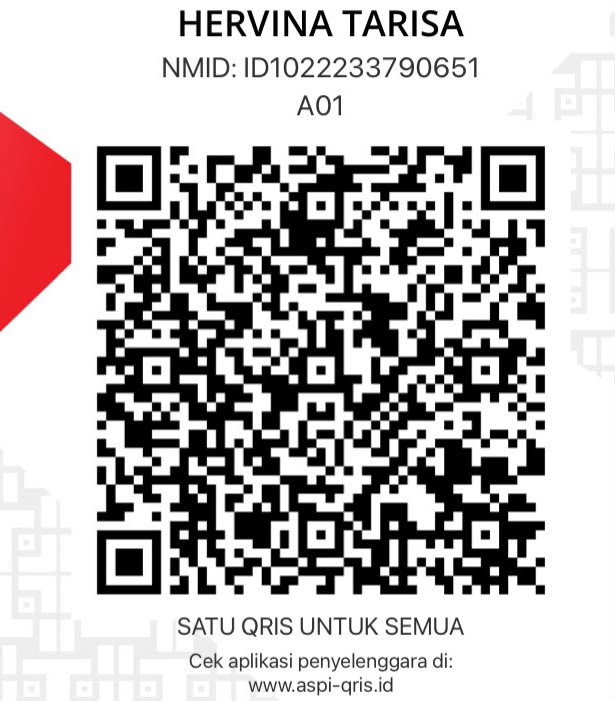 HERVINA TARISA
NMID: ID1022233790651
A01
SATU QRIS UNTUK SEMUA
Cek aplikasi penyelenggara di:
www.aspi-qris.id